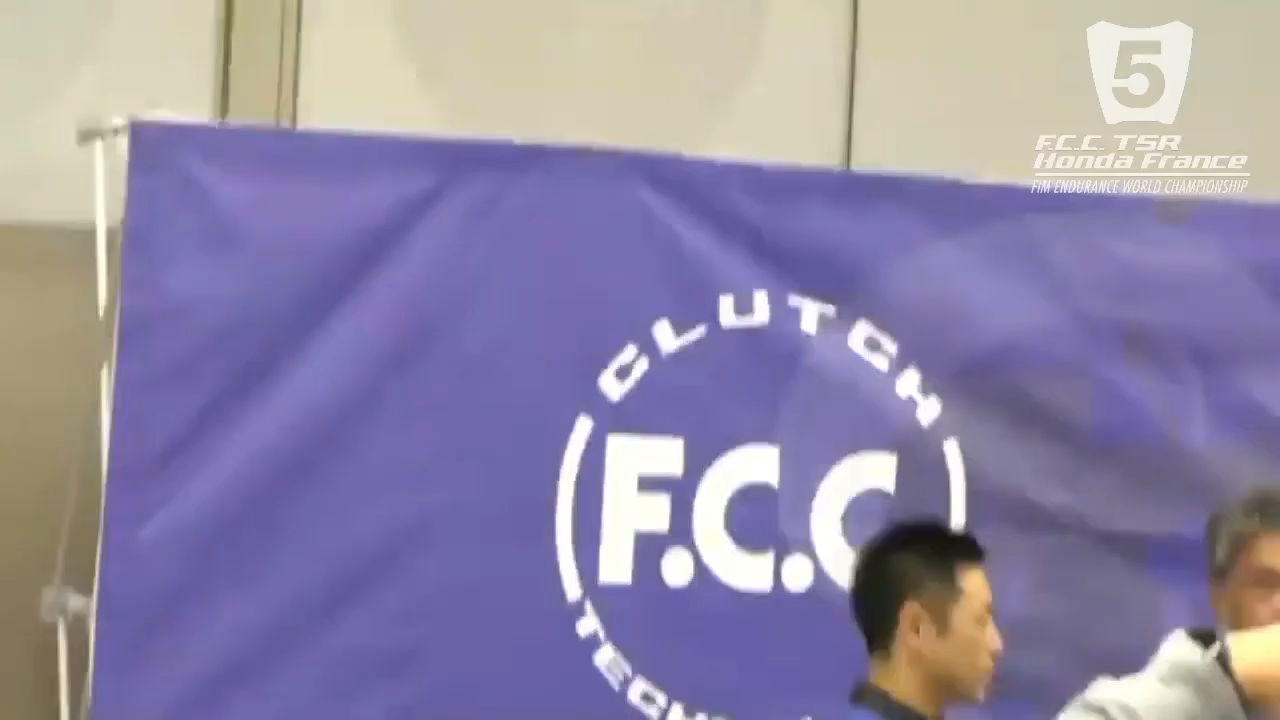 5
F.C.C. TSR
Honda France
FIM ENDURANCE WORLD CHAMPIONSHIP
CLUTCH
F.C.C